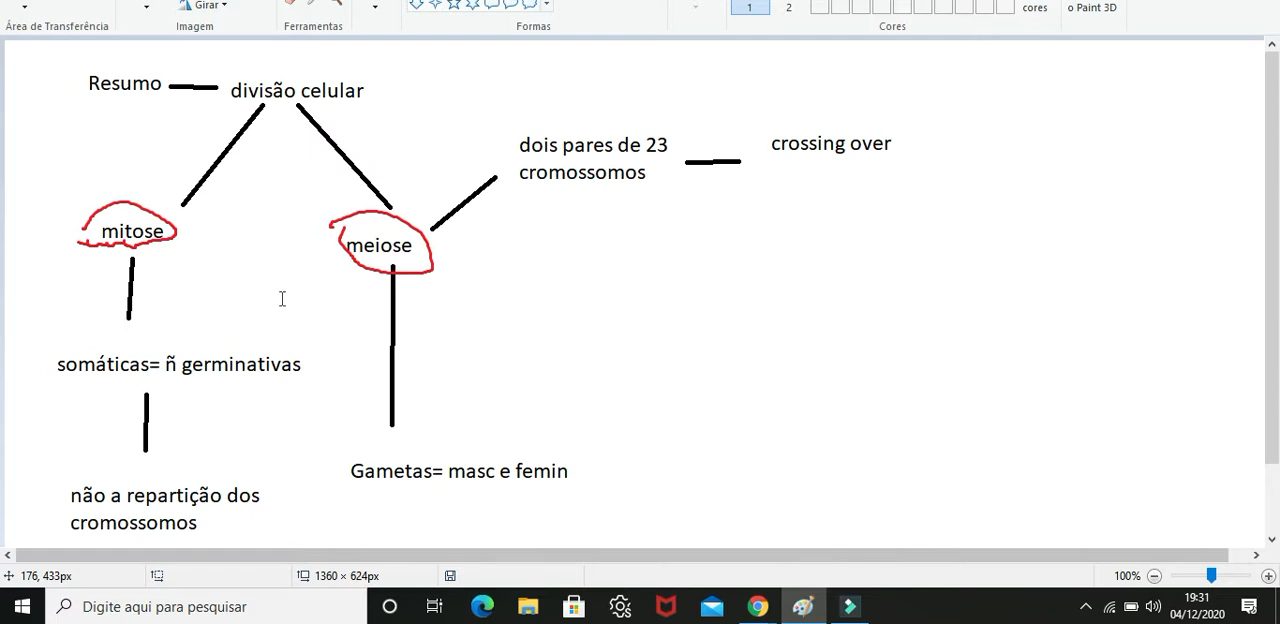 Girar
Área de Transferência
Imagem
Ferramentas
Formas
1
2
cores
o Paint 3D
Cores
Resumo
divisão celular
dois pares de 23
cromossomos
crossing over
mitose
meiose
somáticas= ñ germinativas
Gametas= masc e femin
não a repartição dos
cromossomos
176, 433px
1360 × 624px
100%
Digite aqui para pesquisar
19:31
04/12/2020